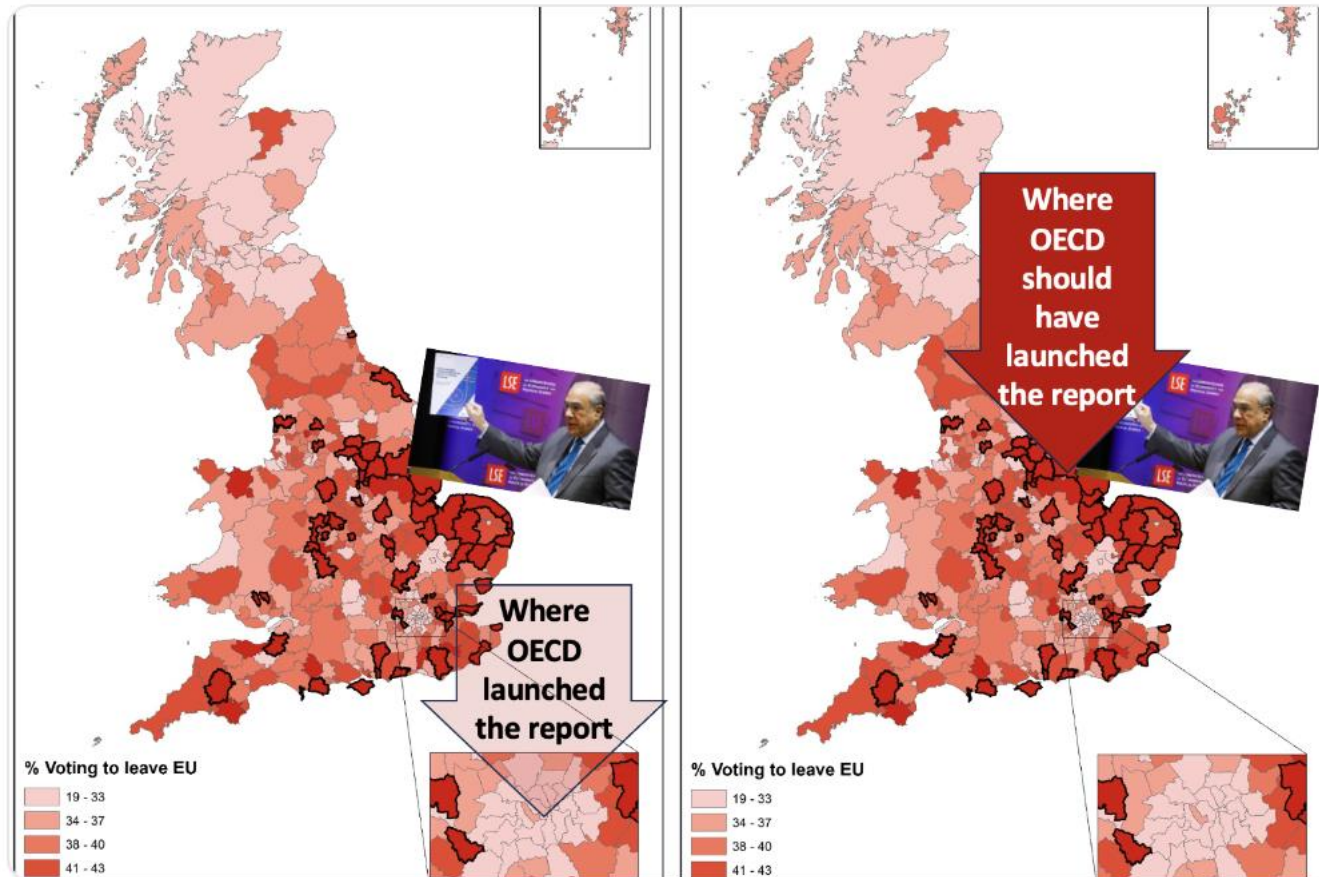 LSE
LSE
Where
OECD
launched
the report
% Voting to leave EU
19 - 33
34 - 37
38 - 40
41 - 43
Where
OECD
should
have
launched
the report
LSE
LSE
% Voting to leave EU
19 - 33
34 - 37
38 - 40
41 - 43